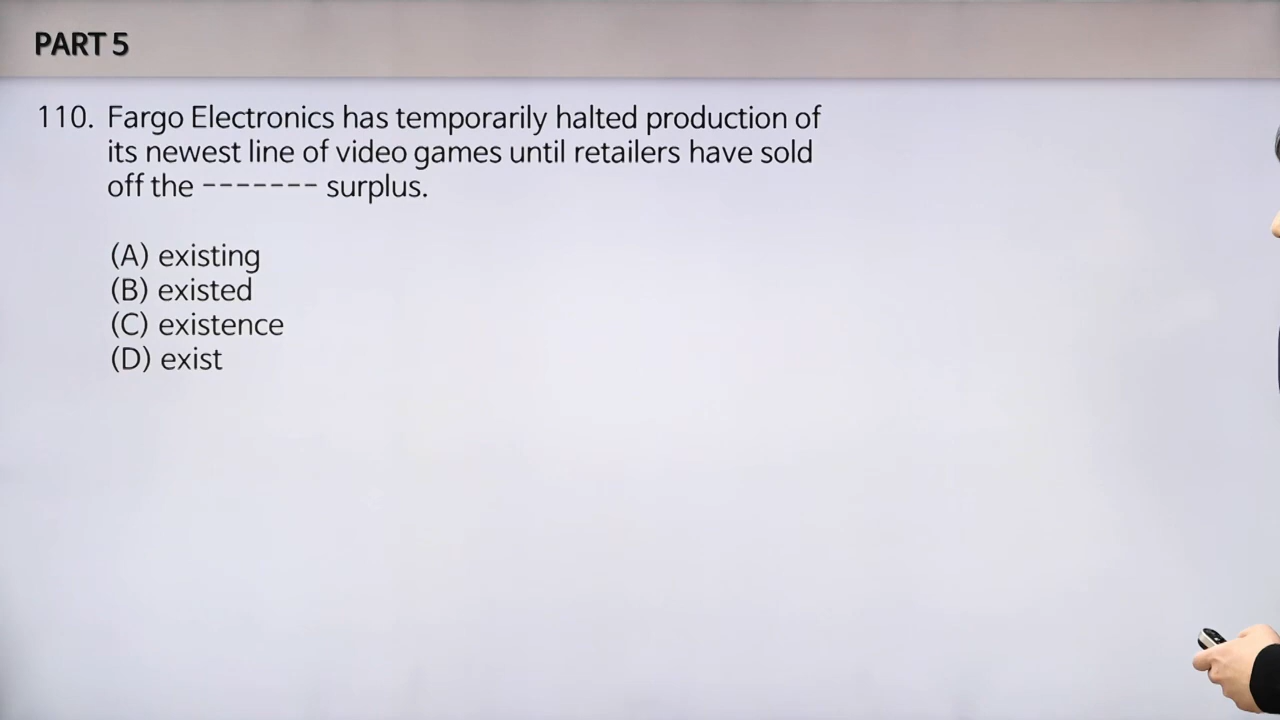 PART 5
110. Fargo Electronics has temporarily halted production of
its newest line of video games until retailers have sold
off the ------- surplus.
(A) existing
(B) existed
(C) existence
(D) exist